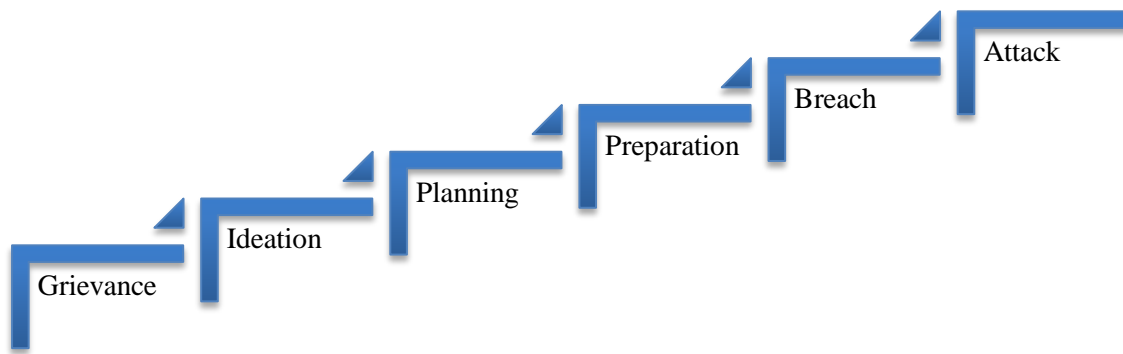 Grievance
Ideation
Planning
Preparation
Breach
Attack